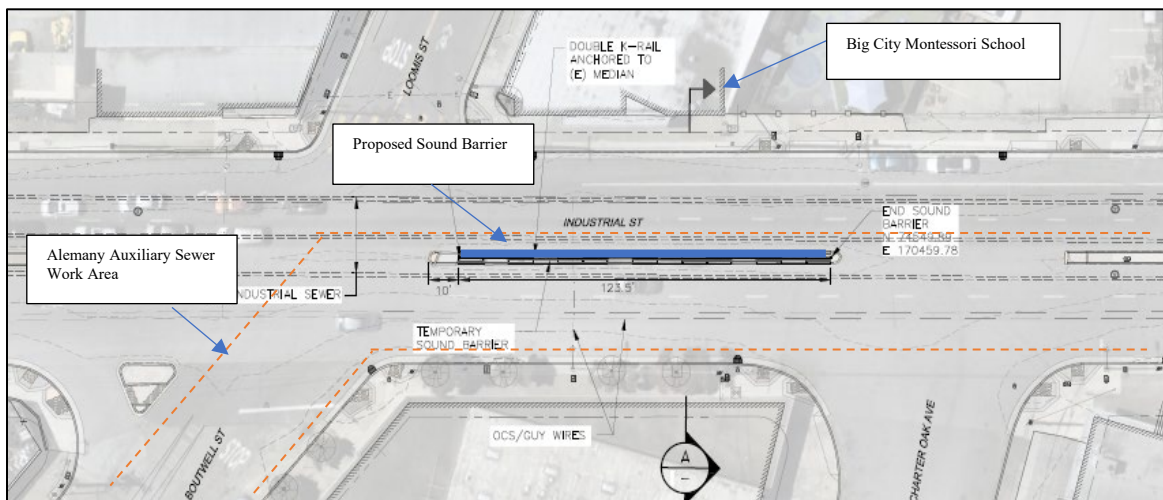 DOUBLE K-RAIL
ANCHORED TO
(E) MEDIAN
Big City Montessori School
LOOMIS ST
STOP
Proposed Sound Barrier
INDUSTRIAL ST
END SOUND
BARRIER
E 170459.78
Alemany Auxiliary Sewer
Work Area
INDUSTRIAL SEWER
10'
123.5'
TEMPORARY
SOUND BARRIER
OCS/GUY WIRES
BOUTWELL ST
CHARTER OAK AVE
A